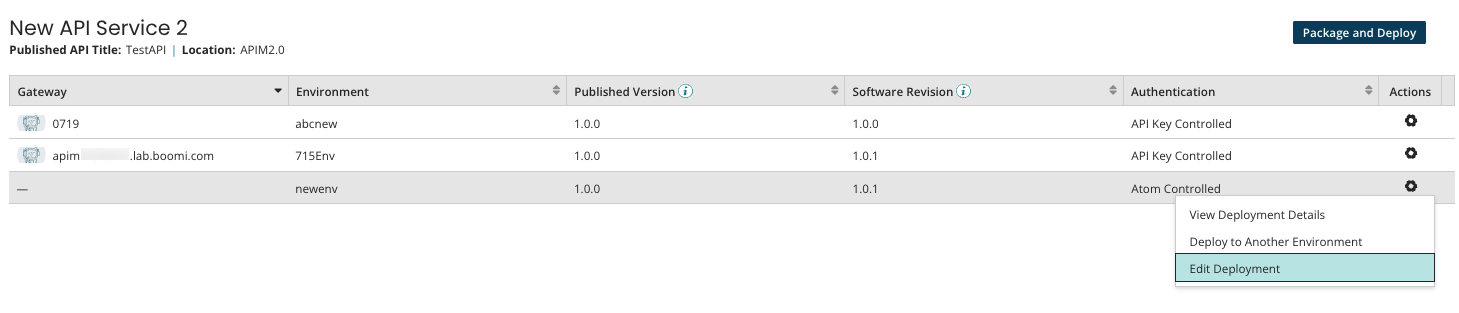 New API Service 2
Package and Deploy
Published API Title: TestAPI | Location: APIM2.0
Gateway Environment Published Version Software Revision Authentication Actions
0719 abcnew 1.0.0 1.0.0 API Key Controlled
apim .lab.boomi.com 715Env 1.0.0 1.0.1 API Key Controlled
— newenv 1.0.0 1.0.1 Atom Controlled
View Deployment Details
Deploy to Another Environment
Edit Deployment